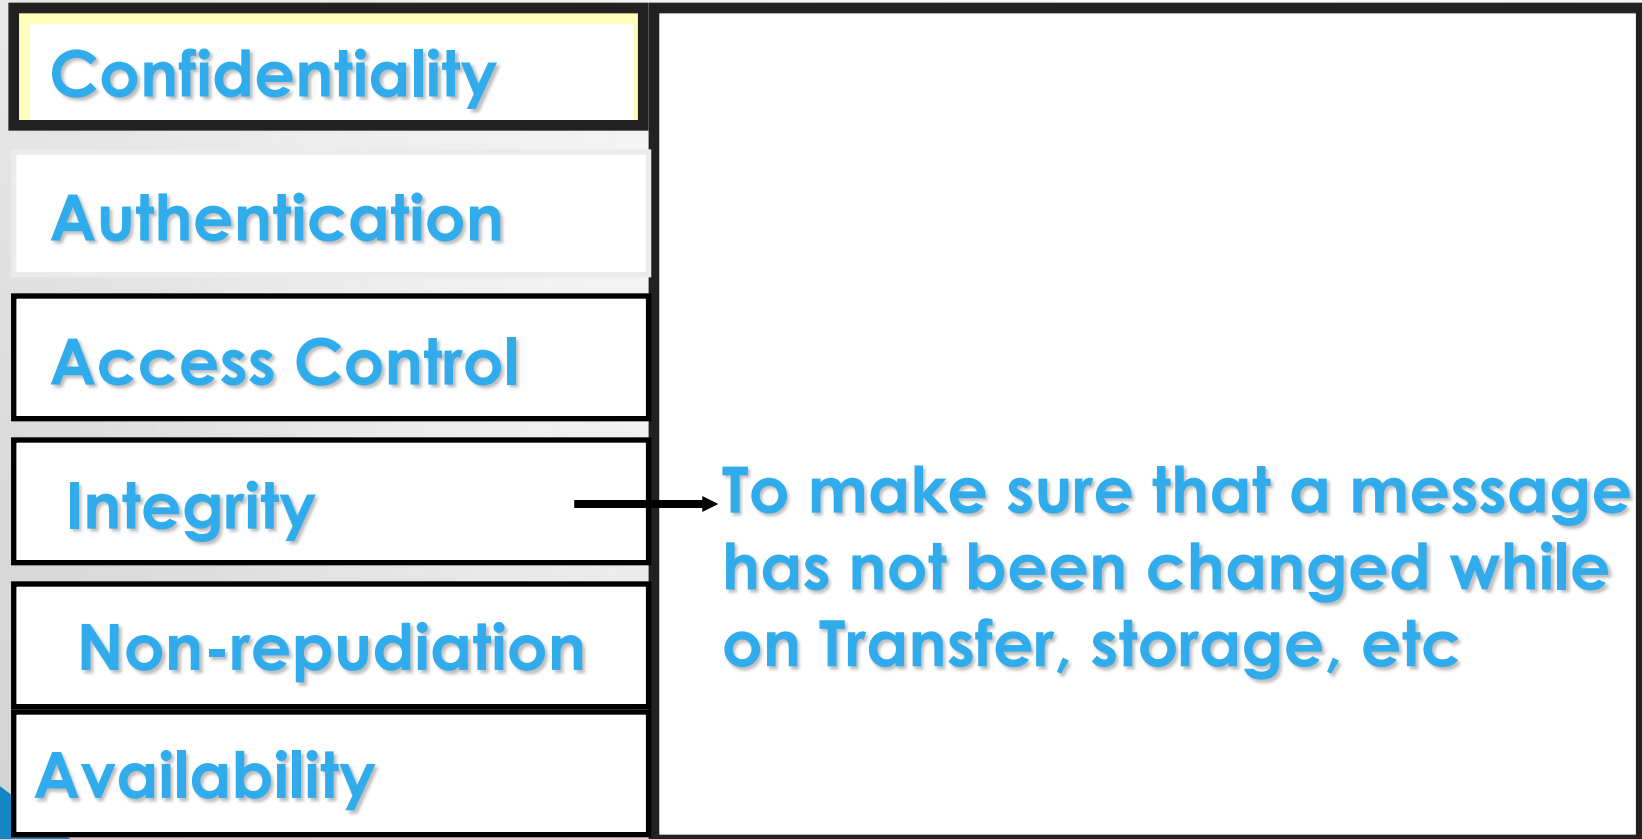 Confidentiality
Authentication
Access Control
Integrity
To make sure that a message
has not been changed while
on Transfer, storage, etc
Non-repudiation
Availability